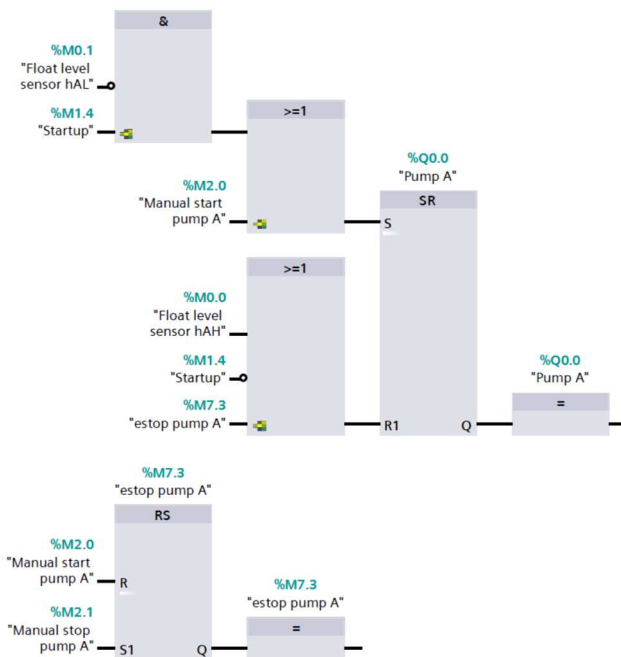 &
%M0.1
"Float level
sensor hAL"
%M1.4
"Startup"
>=1
%M2.0
"Manual start
pump A"
%Q0.0
"Pump A"
SR
S
>=1
%M0.0
"Float level
sensor hAH"
%M1.4
"Startup"
%M7.3
"estop pump A"
R1
Q
%Q0.0
"Pump A"
=
%M7.3
"estop pump A"
RS
%M2.0
"Manual start
pump A"
R
%M2.1
"Manual stop
pump A"
S1
Q
%M7.3
"estop pump A"
=